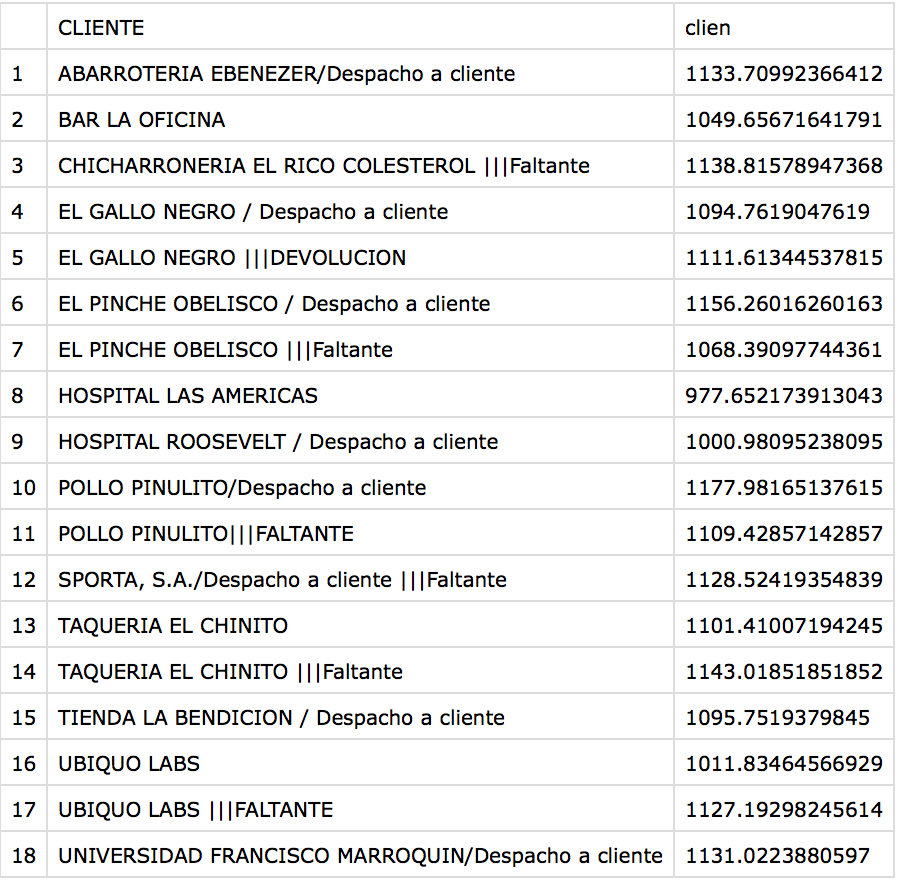 CLIENTE clien
1 ABARROTERIA EBENEZER/Despacho a cliente 1133.70992366412
2 BAR LA OFICINA 1049.65671641791
3 CHICHARRONERIA EL RICO COLESTEROL |||Faltante 1138.81578947368
4 EL GALLO NEGRO / Despacho a cliente 1094.7619047619
5 EL GALLO NEGRO |||DEVOLUCION 1111.61344537815
6 EL PINCHE OBELISCO / Despacho a cliente 1156.26016260163
7 EL PINCHE OBELISCO |||Faltante 1068.39097744361
8 HOSPITAL LAS AMERICAS 977.652173913043
9 HOSPITAL ROOSEVELT / Despacho a cliente 1000.98095238095
10 POLLO PINULITO/Despacho a cliente 1177.98165137615
11 POLLO PINULITO|||FALTANTE 1109.42857142857
12 SPORTA, S.A./Despacho a cliente |||Faltante 1128.52419354839
13 TAQUERIA EL CHINITO 1101.41007194245
14 TAQUERIA EL CHINITO |||Faltante 1143.01851851852
15 TIENDA LA BENDICION / Despacho a cliente 1095.7519379845
16 UBIQUO LABS 1011.83464566929
17 UBIQUO LABS |||FALTANTE 1127.19298245614
18 UNIVERSIDAD FRANCISCO MARROQUIN/Despacho a cliente 1131.0223880597